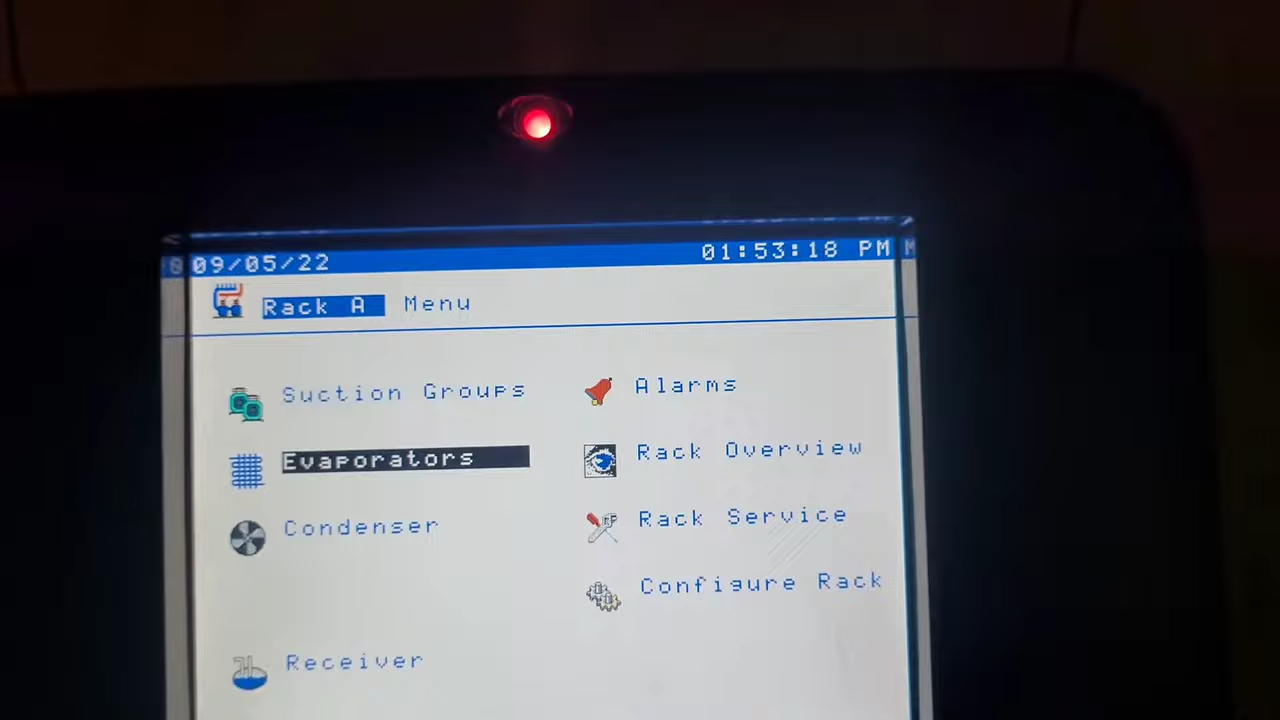 09/05/22 01:53:18 PM
Rack A Menu
Suction Groups
Alarms
Evaporators
Rack Overview
Condenser
Rack Service
Configure Rack
Receiver